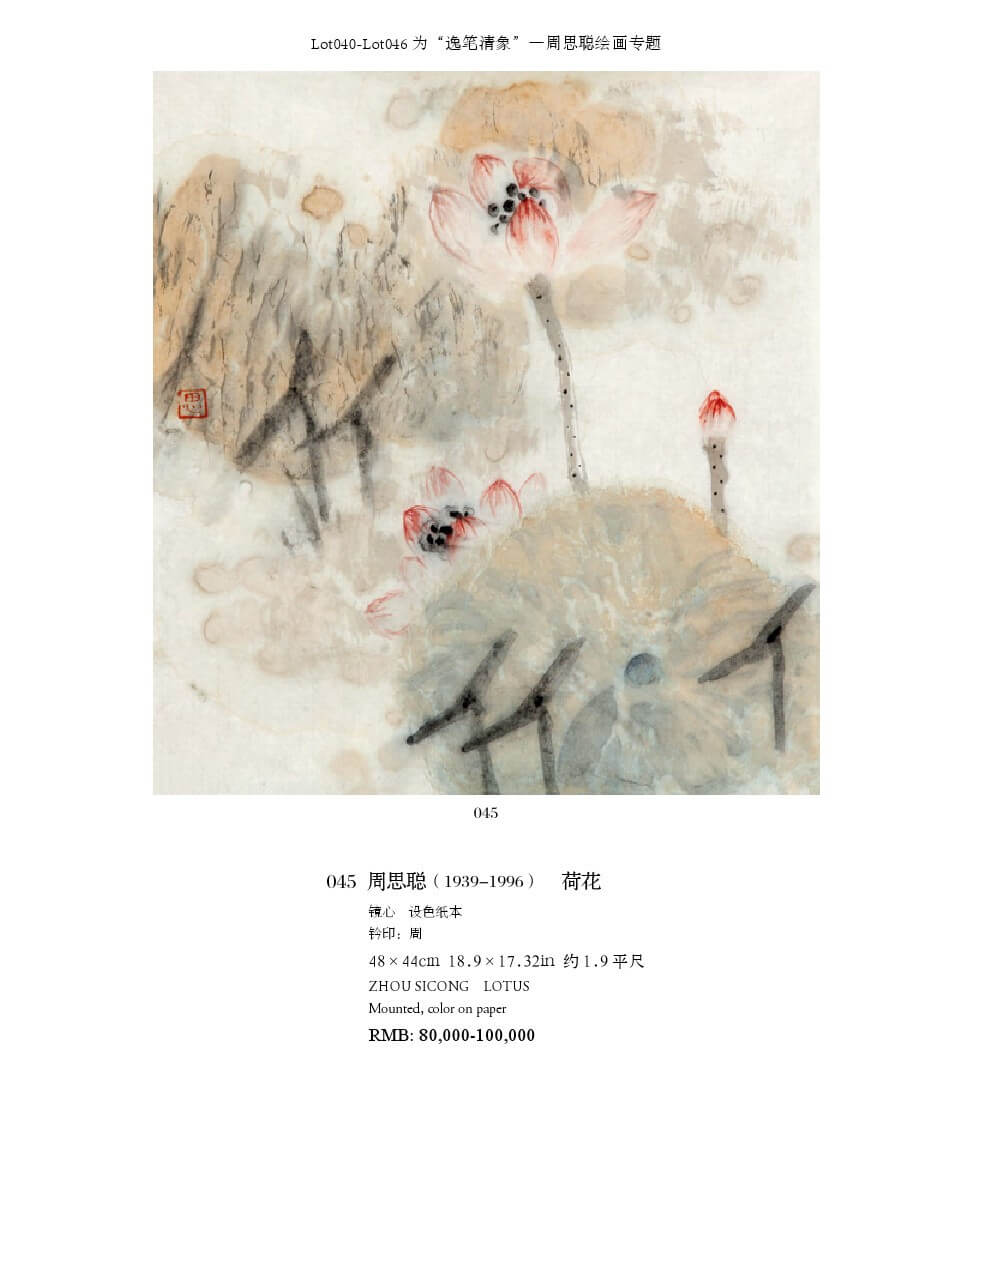 Lot040-Lot046 为“逸笔清象”—周思聪绘画专题
思
045
045 周思聪（1939–1996） 荷花
镜心 设色纸本
钤印：周
48×44cm 18.9×17.32in 约1.9平尺
ZHOU SICONG LOTUS
Mounted, color on paper
RMB: 80,000-100,000